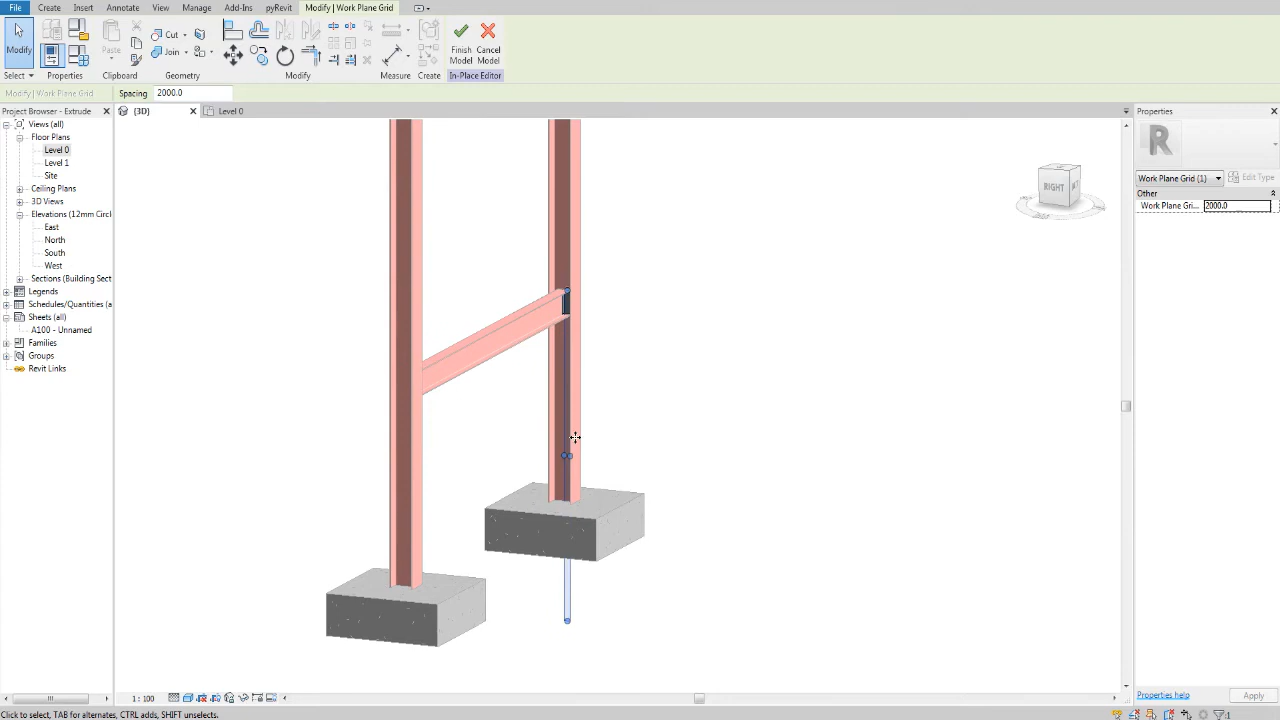 File Create Annotate View Manage Add-Ins pyRevit Modify | Work Plane Grid
Modify
Paste
Cut
Join
Finish Model
Cancel Model
Select Properties Clipboard Geometry Modify Measure Create In-Place Editor
Modify | Work Plane Grid Spacing 2000.0
Project Browser - Extrude
{3D}
Level 0
Properties
Views (all)
Floor Plans
Level 0
Level 1
Site
Ceiling Plans
3D Views
Elevations (12mm Circl
East
North
South
West
Sections (Building Sect
Legends
Schedules/Quantities (a
Sheets (all)
A100 - Unnamed
Families
Groups
Revit Links
RIGHT
Work Plane Grid (1)
Edit Type
Other
Work Plane Gri... 2000.0
1 : 100
Properties help
Apply
Click to select, TAB for alternates, CTRL adds, SHIFT unselects.
:1